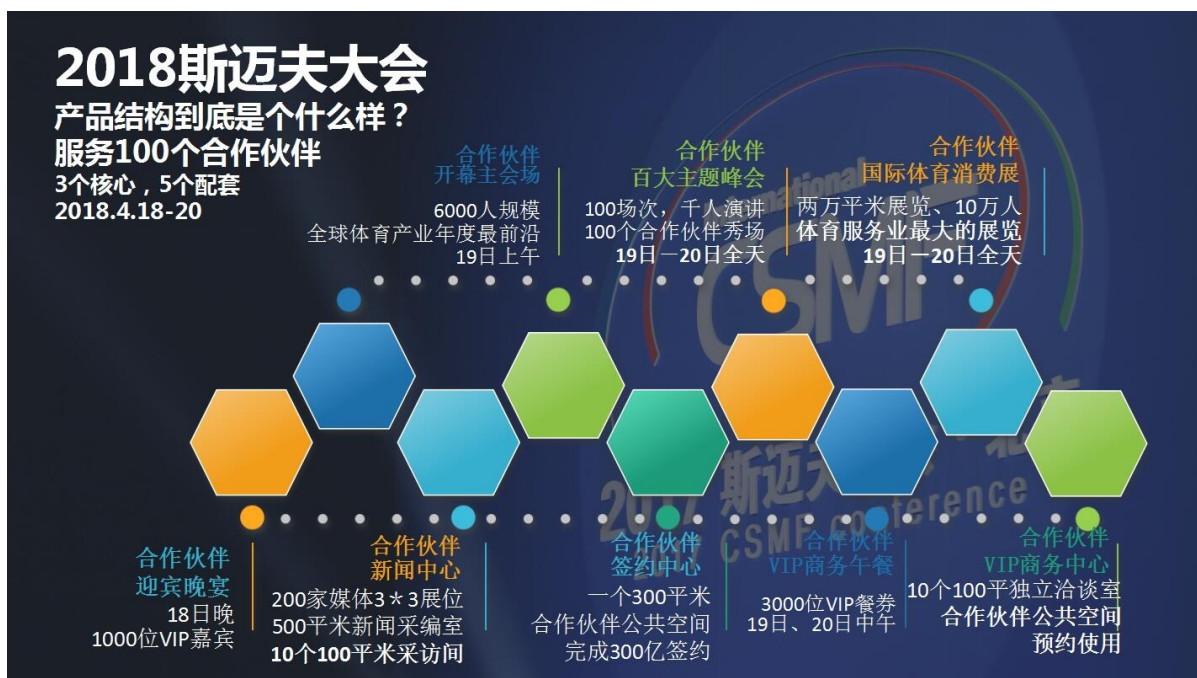 2018斯迈夫大会
产品结构到底是个什么样？
服务100个合作伙伴
3个核心，5个配套
2018.4.18-20
合作伙伴
开幕主会场
6000人规模
全球体育产业年度最前沿
19日上午
合作伙伴
百大主题峰会
100场次，千人演讲
100个合作伙伴秀场
19日－20日全天
合作伙伴
国际体育消费展
两万平米展览、10万人
体育服务业最大的展览
19日－20日全天
International
CSMF
2017 斯迈夫
2017 CSMF conference
合作伙伴
迎宾晚宴
18日晚
1000位VIP嘉宾
合作伙伴
新闻中心
200家媒体3＊3展位
500平米新闻采编室
10个100平米采访间
合作伙伴
签约中心
一个300平米
合作伙伴公共空间
完成300亿签约
合作伙伴
VIP商务午餐
3000位VIP餐券
19日、20日中午
合作伙伴
VIP商务中心
10个100平独立洽谈室
合作伙伴公共空间
预约使用